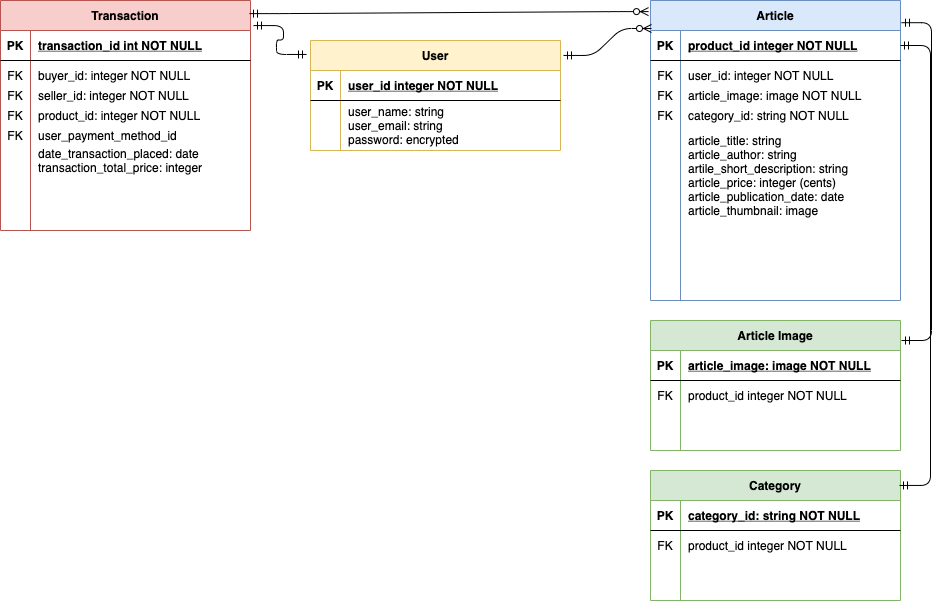 Transaction
PK transaction_id int NOT NULL
FK buyer_id: integer NOT NULL
FK seller_id: integer NOT NULL
FK product_id: integer NOT NULL
FK user_payment_method_id
date_transaction_placed: date
transaction_total_price: integer
User
PK user_id integer NOT NULL
user_name: string
user_email: string
password: encrypted
Article
PK product_id integer NOT NULL
FK user_id: integer NOT NULL
FK article_image: image NOT NULL
FK category_id: string NOT NULL
article_title: string
article_author: string
artile_short_description: string
article_price: integer (cents)
article_publication_date: date
article_thumbnail: image
Article Image
PK article_image: image NOT NULL
FK product_id integer NOT NULL
Category
PK category_id: string NOT NULL
FK product_id integer NOT NULL